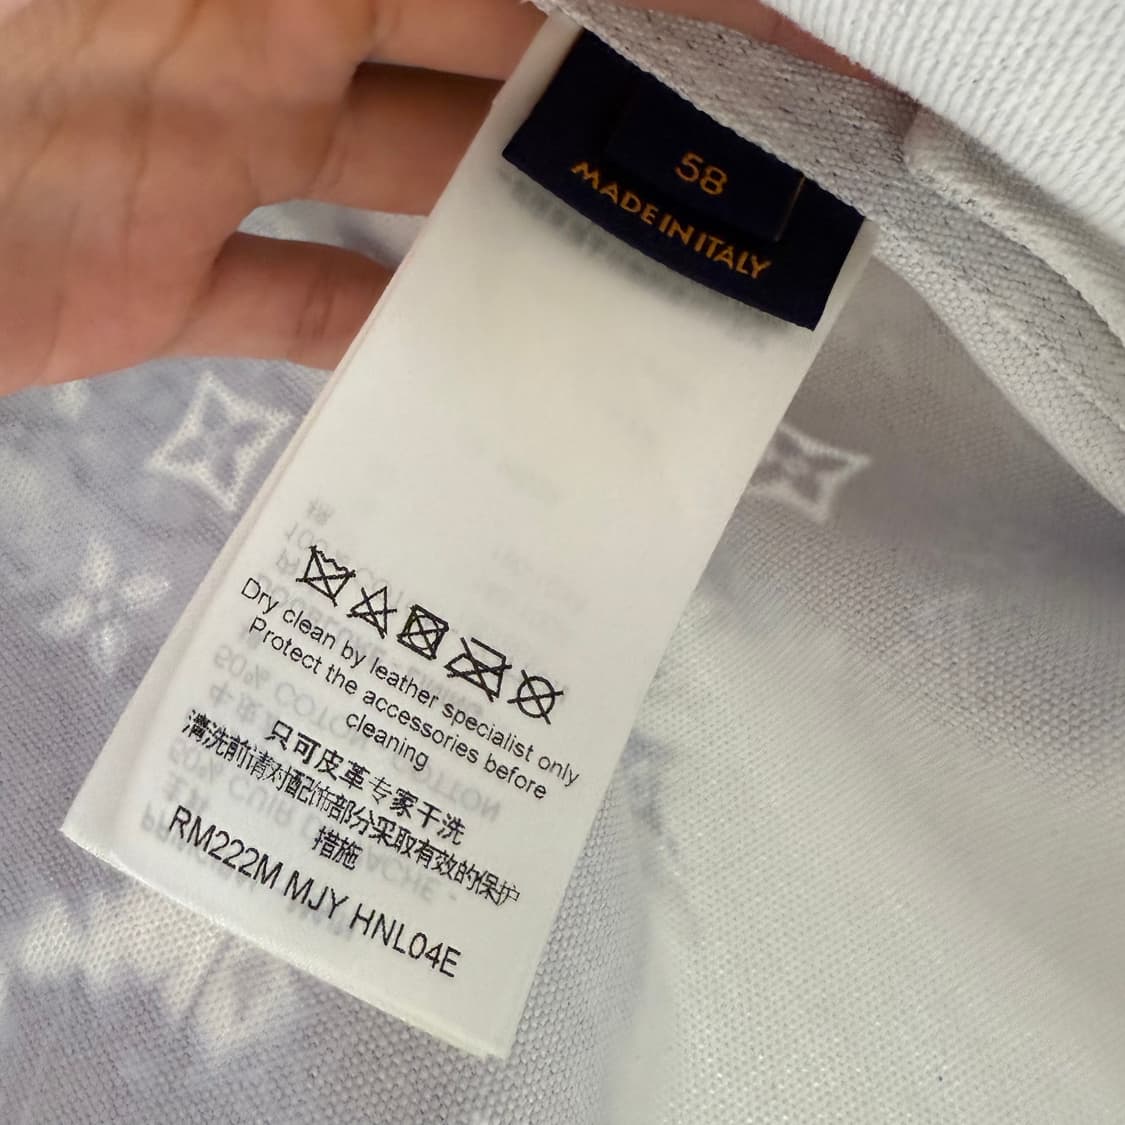 58
MADE IN ITALY
Dry clean by leather specialist only
Protect the accessories before
cleaning
只可皮革专家干洗
清洗前请对配饰部分采取有效的保护
措施
RM222M MJY HNL04E